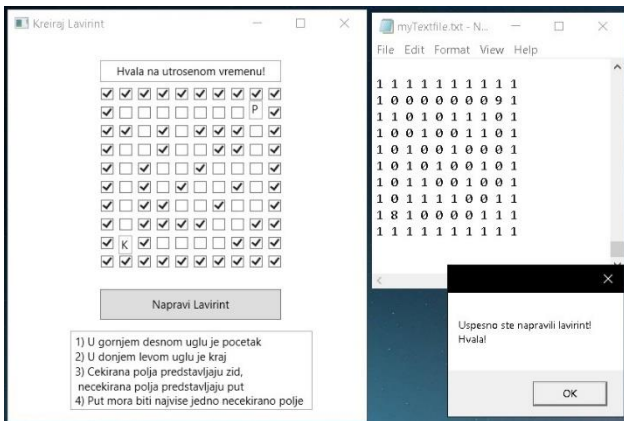 Kreiraj Lavirint
Hvala na utrosenom vremenu!
P
K
Napravi Lavirint
1) U gornjem desnom uglu je pocetak
2) U donjem levom uglu je kraj
3) Cekirana polja predstavljaju zid,
necekirana polja predstavljaju put
4) Put mora biti najvise jedno necekirano polje
myTextfile.txt - N...
File Edit Format View Help
1 1 1 1 1 1 1 1 1 1
1 0 0 0 0 0 0 0 9 1
1 1 0 1 0 1 1 1 0 1
1 0 0 1 0 0 1 1 0 1
1 0 1 0 0 1 0 0 0 1
1 0 1 0 1 0 0 1 0 1
1 0 1 1 0 0 1 0 0 1
1 0 1 1 1 1 0 0 1 1
1 8 1 0 0 0 0 1 1 1
1 1 1 1 1 1 1 1 1 1
Uspesno ste napravili lavirint!
Hvala!
OK